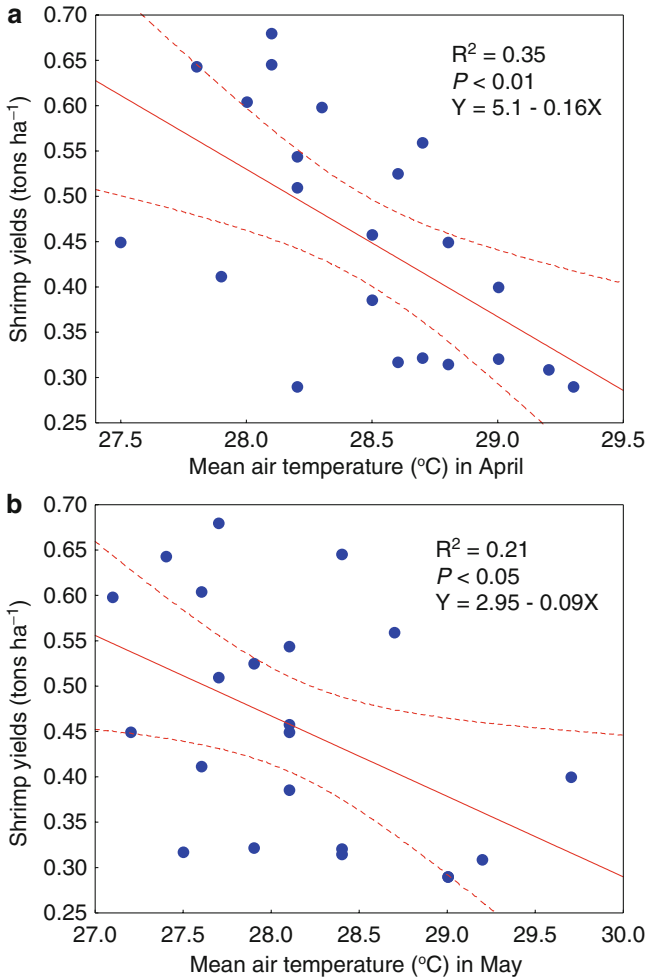 a
0.70
0.65
0.60
0.55
0.50
0.45
0.40
0.35
0.30
0.25
Shrimp yields (tons ha⁻¹)
R² = 0.35
P < 0.01
Y = 5.1 - 0.16X
27.5 28.0 28.5 29.0 29.5
Mean air temperature (°C) in April
b
0.70
0.65
0.60
0.55
0.50
0.45
0.40
0.35
0.30
0.25
Shrimp yields (tons ha⁻¹)
R² = 0.21
P < 0.05
Y = 2.95 - 0.09X
27.0 27.5 28.0 28.5 29.0 29.5 30.0
Mean air temperature (°C) in May